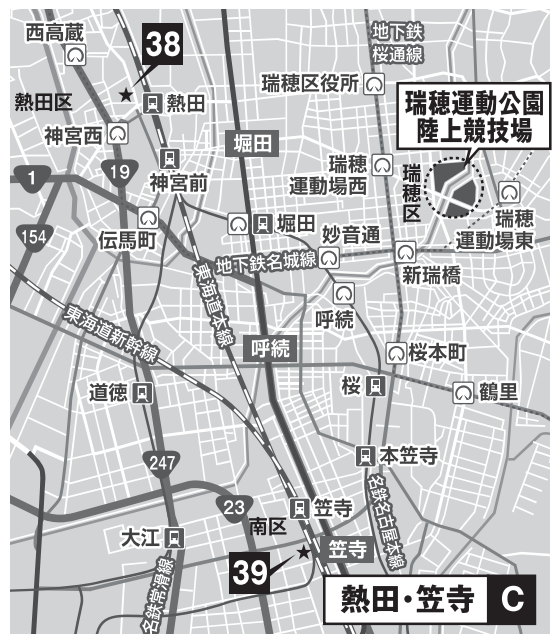 西高蔵
38
地下鉄
桜通線
瑞穂区役所
熱田区
熱田
瑞穂運動公園
陸上競技場
神宮西
堀田
1
19
神宮前
瑞穂
運動場西
瑞穂区
154
伝馬町
堀田
妙音通
瑞穂
運動場東
地下鉄名城線
新瑞橋
東海道本線
呼続
東海道新幹線
呼続
桜本町
道徳
桜
鶴里
247
本笠寺
23
笠寺
名鉄名古屋本線
南区
大江
笠寺
39
名鉄常滑線
熱田・笠寺
C